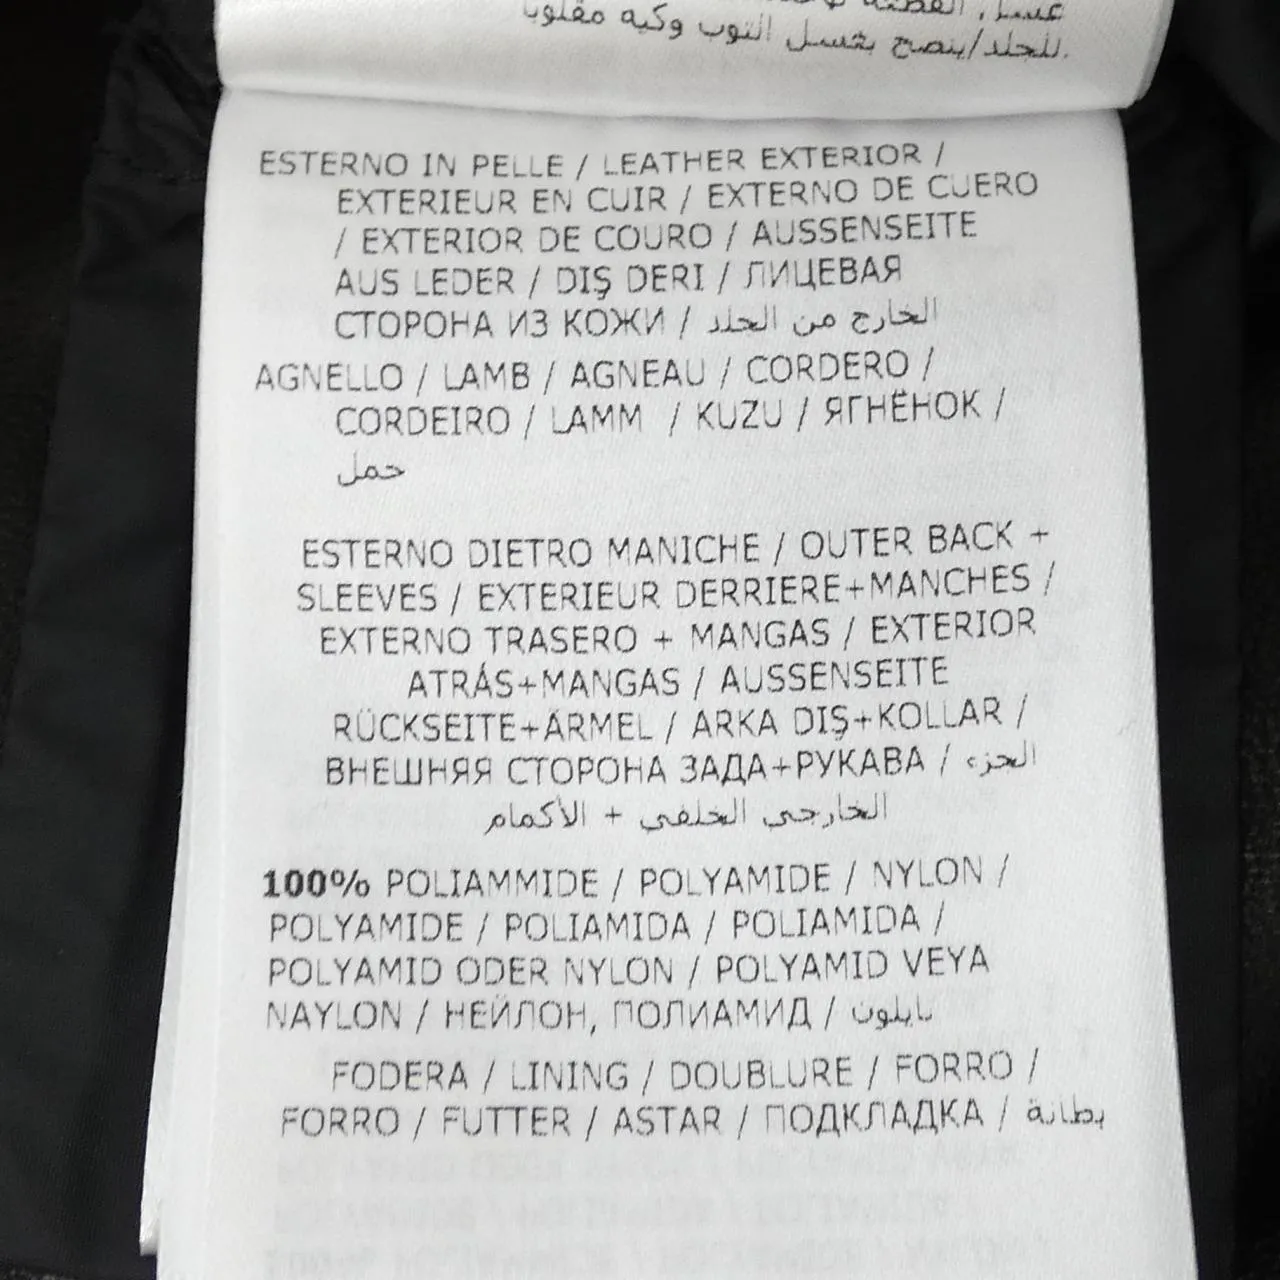 غسل، القطعة
للجلد/ينصح بغسل الثوب وكيه مقلوبا.
ESTERNO IN PELLE / LEATHER EXTERIOR /
EXTERIEUR EN CUIR / EXTERNO DE CUERO
/ EXTERIOR DE COURO / AUSSENSEITE
AUS LEDER / DIŞ DERI / ЛИЦЕВАЯ
СТОРОНА ИЗ КОЖИ / الخارج من الجلد
AGNELLO / LAMB / AGNEAU / CORDERO /
CORDEIRO / LAMM / KUZU / ЯГНЁНОК /
حمل
ESTERNO DIETRO MANICHE / OUTER BACK +
SLEEVES / EXTERIEUR DERRIERE+MANCHES /
EXTERNO TRASERO + MANGAS / EXTERIOR
ATRÁS+MANGAS / AUSSENSEITE
RÜCKSEITE+ÄRMEL / ARKA DIŞ+KOLLAR /
ВНЕШНЯЯ СТОРОНА ЗАДА+РУКАВА / الجزء
الخارجي الخلفي + الأكمام
100% POLIAMMIDE / POLYAMIDE / NYLON /
POLYAMIDE / POLIAMIDA / POLIAMIDA /
POLYAMID ODER NYLON / POLYAMID VEYA
NAYLON / НЕЙЛОН, ПОЛИАМИД / نايلون
FODERA / LINING / DOUBLURE / FORRO /
FORRO / FUTTER / ASTAR / ПОДКЛАДКА / بطانة